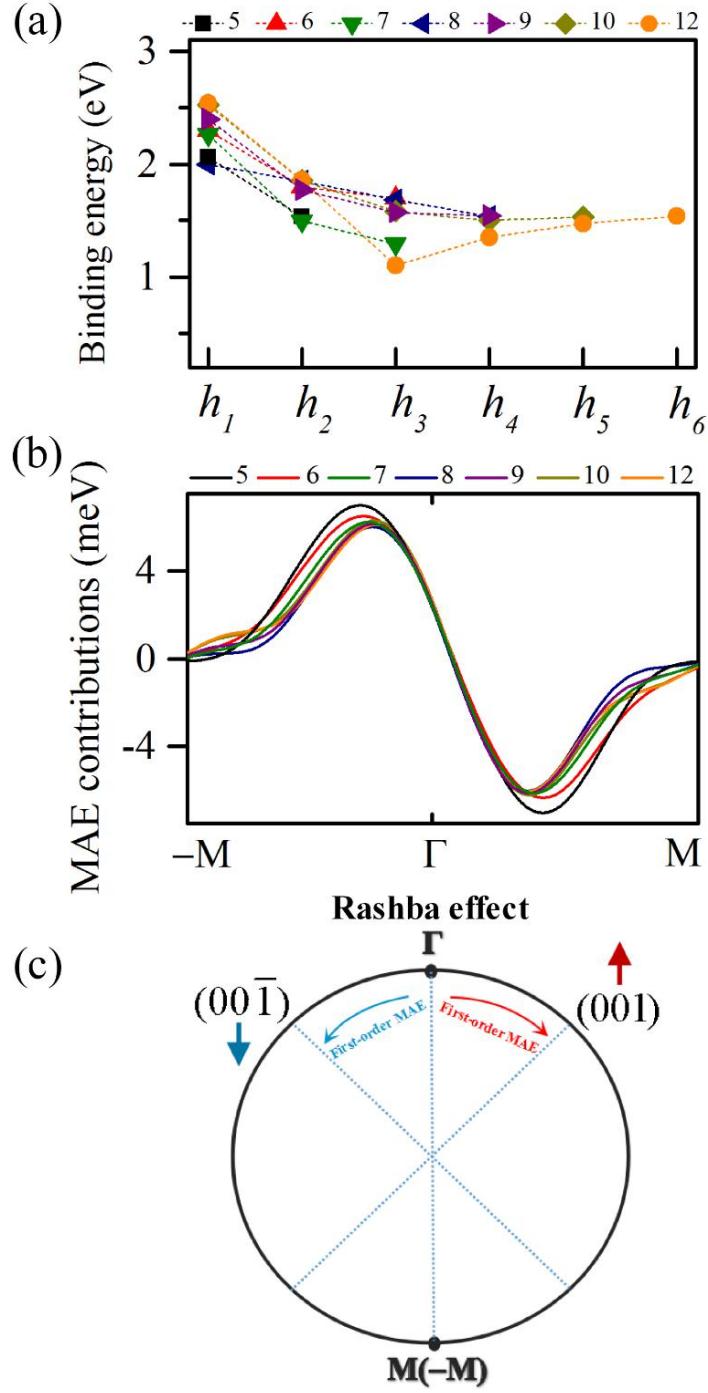 (a)
5 6 7 8 9 10 12
3
2
1
Binding energy (eV)
h₁ h₂ h₃ h₄ h₅ h₆
(b)
5 6 7 8 9 10 12
4
0
-4
MAE contributions (meV)
−M Γ M
Rashba effect
(c)
Γ
(001̅) (001)
First-order MAE First-order MAE
M(−M)